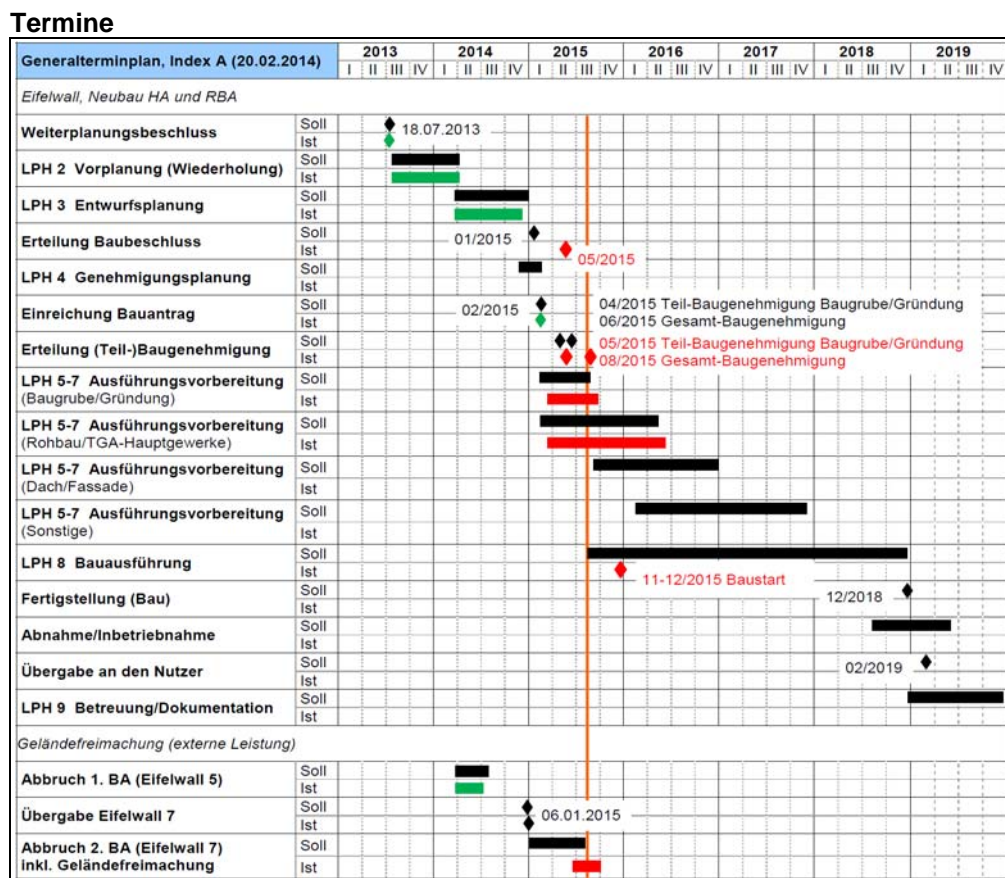 Termine
Generalterminplan, Index A (20.02.2014)
2013 2014 2015 2016 2017 2018 2019
I II III IV I II III IV I II III IV I II III IV I II III IV I II III IV I II III IV
Eifelwall, Neubau HA und RBA
Weiterplanungsbeschluss
Soll
18.07.2013
Ist
LPH 2 Vorplanung (Wiederholung)
Soll
Ist
LPH 3 Entwurfsplanung
Soll
Ist
Erteilung Baubeschluss
Soll
01/2015
Ist
05/2015
LPH 4 Genehmigungsplanung
Soll
Ist
Einreichung Bauantrag
Soll
02/2015
04/2015 Teil-Baugenehmigung Baugrube/Gründung
Ist
06/2015 Gesamt-Baugenehmigung
Erteilung (Teil-)Baugenehmigung
Soll
05/2015 Teil-Baugenehmigung Baugrube/Gründung
Ist
08/2015 Gesamt-Baugenehmigung
LPH 5-7 Ausführungsvorbereitung
(Baugrube/Gründung)
Soll
Ist
LPH 5-7 Ausführungsvorbereitung
(Rohbau/TGA-Hauptgewerke)
Soll
Ist
LPH 5-7 Ausführungsvorbereitung
(Dach/Fassade)
Soll
Ist
LPH 5-7 Ausführungsvorbereitung
(Sonstige)
Soll
Ist
LPH 8 Bauausführung
Soll
Ist
11-12/2015 Baustart
Fertigstellung (Bau)
Soll
12/2018
Ist
Abnahme/Inbetriebnahme
Soll
Ist
Übergabe an den Nutzer
Soll
02/2019
Ist
LPH 9 Betreuung/Dokumentation
Soll
Ist
Geländefreimachung (externe Leistung)
Abbruch 1. BA (Eifelwall 5)
Soll
Ist
Übergabe Eifelwall 7
Soll
06.01.2015
Ist
Abbruch 2. BA (Eifelwall 7)
inkl. Geländefreimachung
Soll
Ist